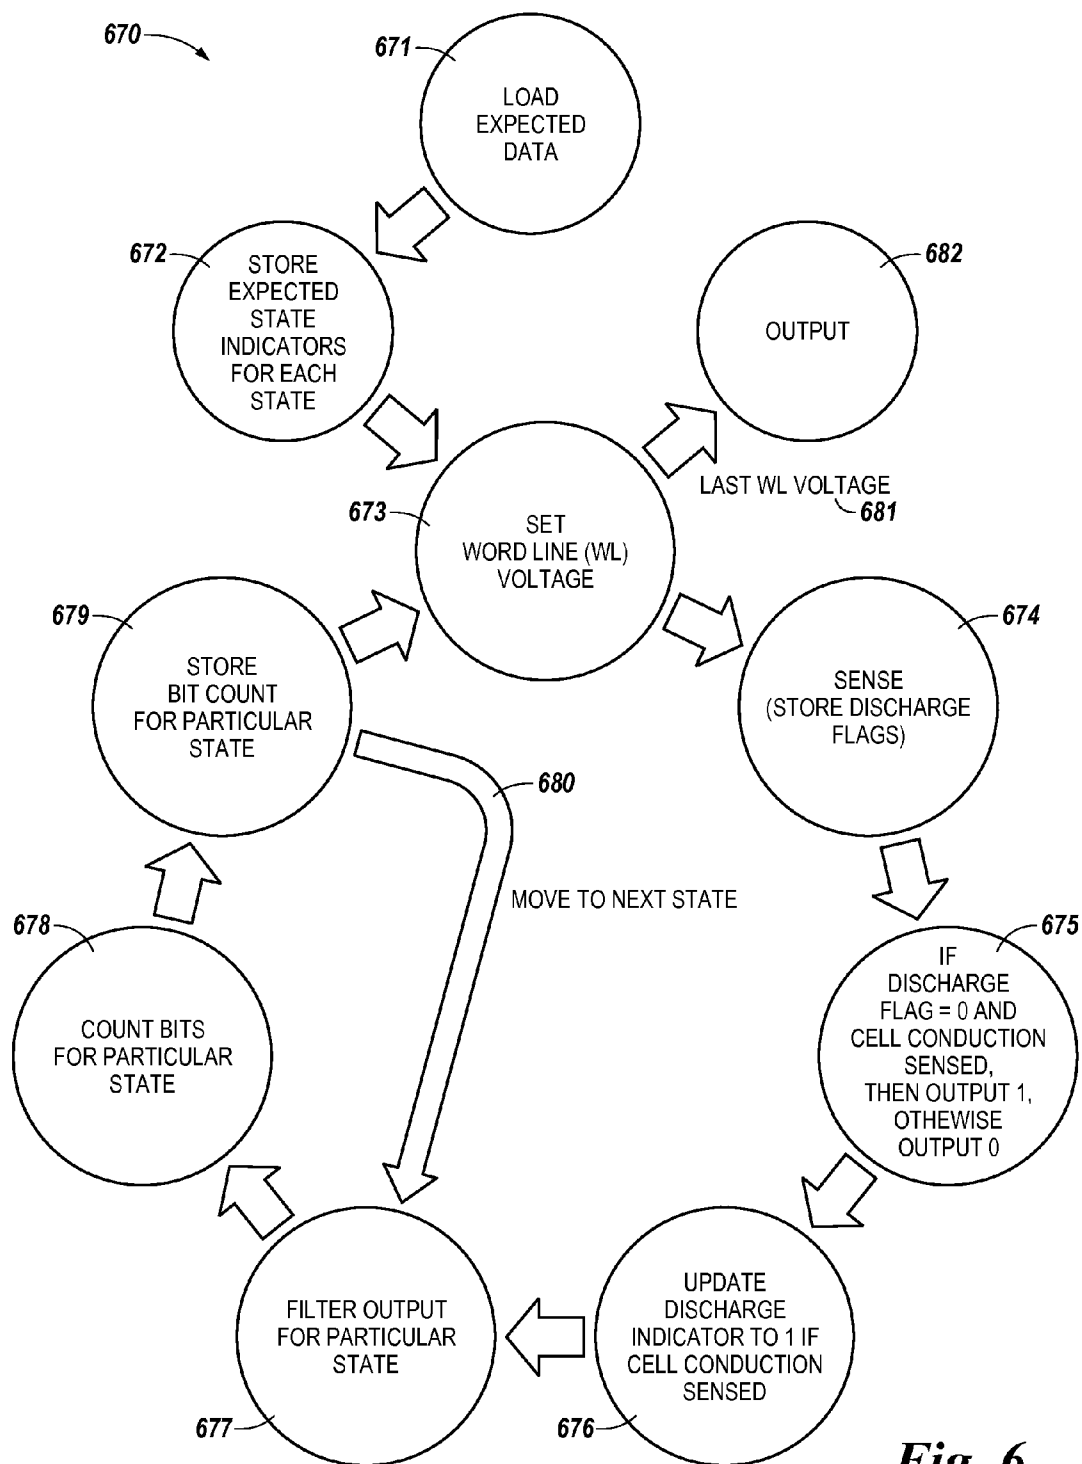 670
671
LOAD
EXPECTED
DATA
672
STORE
EXPECTED
STATE
INDICATORS
FOR EACH
STATE
682
OUTPUT
673
SET
WORD LINE (WL)
VOLTAGE
LAST WL VOLTAGE
681
674
SENSE
(STORE DISCHARGE
FLAGS)
675
IF
DISCHARGE
FLAG = 0 AND
CELL CONDUCTION
SENSED,
THEN OUTPUT 1,
OTHEWISE
OUTPUT 0
676
UPDATE
DISCHARGE
INDICATOR TO 1 IF
CELL CONDUCTION
SENSED
677
FILTER OUTPUT
FOR PARTICULAR
STATE
678
COUNT BITS
FOR PARTICULAR
STATE
679
STORE
BIT COUNT
FOR PARTICULAR
STATE
680
MOVE TO NEXT STATE
Fig. 6